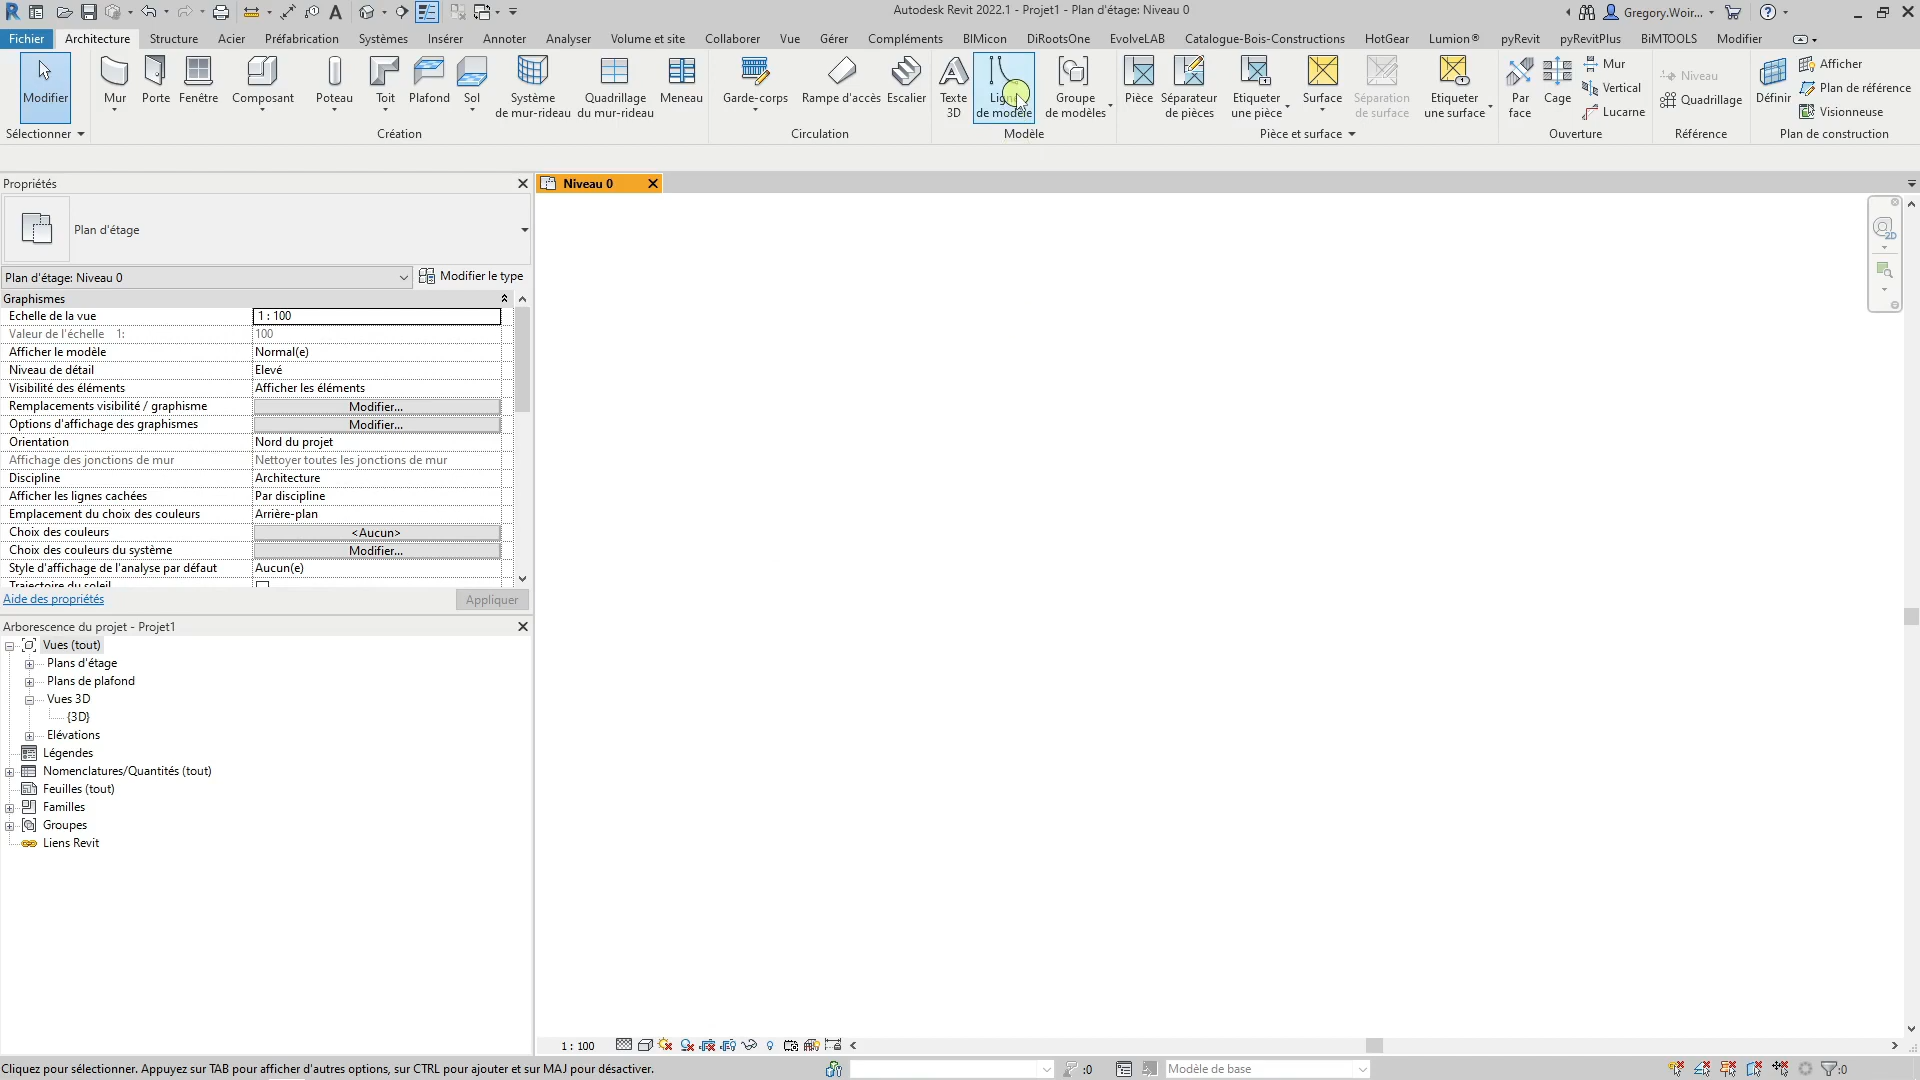 Autodesk Revit 2022.1 - Projet1 - Plan d'étage: Niveau 0
Gregory.Woir...
Fichier Architecture Structure Acier Préfabrication Systèmes Insérer Annoter Analyser Volume et site Collaborer Vue Gérer Compléments BIMicon DiRootsOne EvolveLAB Catalogue-Bois-Constructions HotGear Lumion® pyRevit pyRevitPlus BiMTOOLS Modifier
Modifier
Mur
Porte
Fenêtre
Composant
Poteau
Toit
Plafond
Sol
Système
de mur-rideau
Quadrillage
du mur-rideau
Meneau
Garde-corps
Rampe d'accès
Escalier
Texte
3D
de modèle
Groupe
de modèles
Pièce
Séparateur
de pièces
Etiqueter
une pièce
Surface
Séparation
de surface
Etiqueter
une surface
Par
face
Cage
Mur
Vertical
Lucarne
Niveau
Quadrillage
Définir
Afficher
Plan de référence
Visionneuse
Sélectionner
Création
Circulation
Modèle
Pièce et surface
Ouverture
Référence
Plan de construction
Propriétés
Niveau 0
Plan d'étage
Plan d'étage: Niveau 0
Modifier le type
Graphismes
Echelle de la vue 1 : 100
Valeur de l'échelle 1: 100
Afficher le modèle Normal(e)
Niveau de détail Elevé
Visibilité des éléments Afficher les éléments
Remplacements visibilité / graphisme Modifier...
Options d'affichage des graphismes Modifier...
Orientation Nord du projet
Affichage des jonctions de mur Nettoyer toutes les jonctions de mur
Discipline Architecture
Afficher les lignes cachées Par discipline
Emplacement du choix des couleurs Arrière-plan
Choix des couleurs <Aucun>
Choix des couleurs du système Modifier...
Style d'affichage de l'analyse par défaut Aucun(e)
Trajectoire du soleil
Aide des propriétés
Appliquer
Arborescence du projet - Projet1
Vues (tout)
Plans d'étage
Plans de plafond
Vues 3D
{3D}
Elévations
Légendes
Nomenclatures/Quantités (tout)
Feuilles (tout)
Familles
Groupes
Liens Revit
1 : 100
Cliquez pour sélectionner. Appuyez sur TAB pour afficher d'autres options, sur CTRL pour ajouter et sur MAJ pour désactiver.
:0
Modèle de base
:0